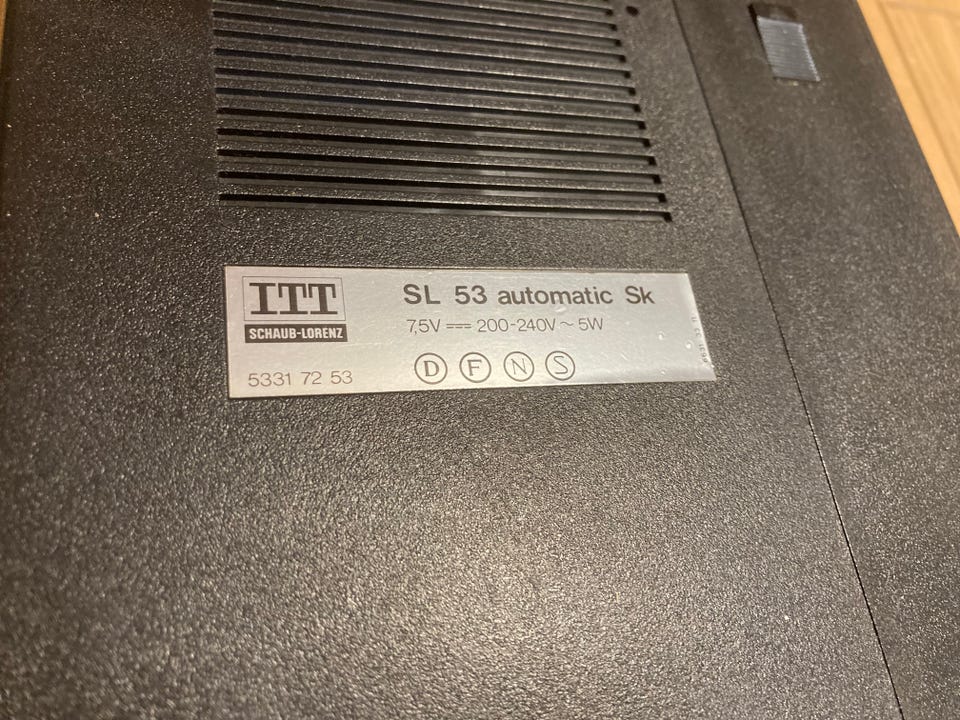 ITT
SCHAUB-LORENZ
5331 72 53
SL 53 automatic Sk
7,5V ⎓ 200-240V ~ 5W
D F N S